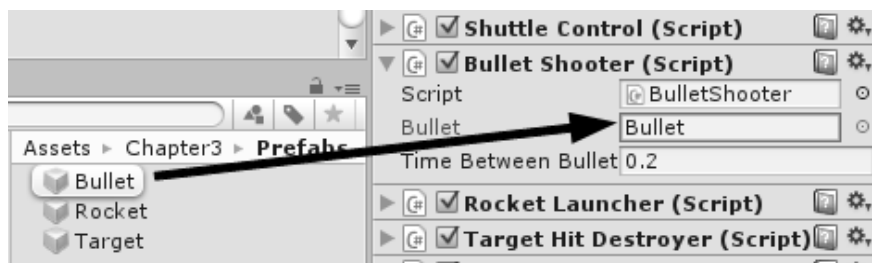 Assets ▸ Chapter3 ▸ Prefabs
Bullet
Rocket
Target
Shuttle Control (Script)
Bullet Shooter (Script)
Script BulletShooter
Bullet Bullet
Time Between Bullet 0.2
Rocket Launcher (Script)
Target Hit Destroyer (Script)